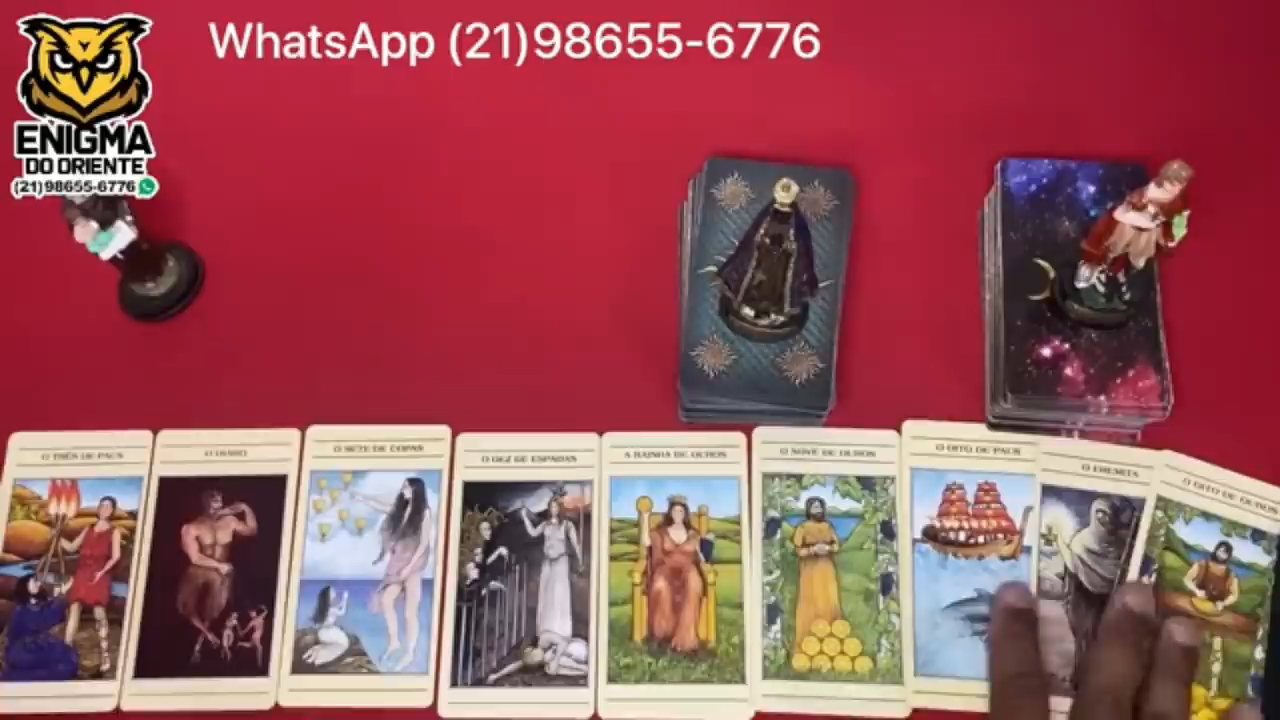 WhatsApp (21)98655-6776
ENIGMA
DO ORIENTE
(21)98655-6776
O TRÊS DE PAUS
O DIABO
O SETE DE COPAS
O DEZ DE ESPADAS
A RAINHA DE OUROS
O NOVE DE OUROS
O OITO DE PAUS
O EREMITA
O OITO DE OUROS